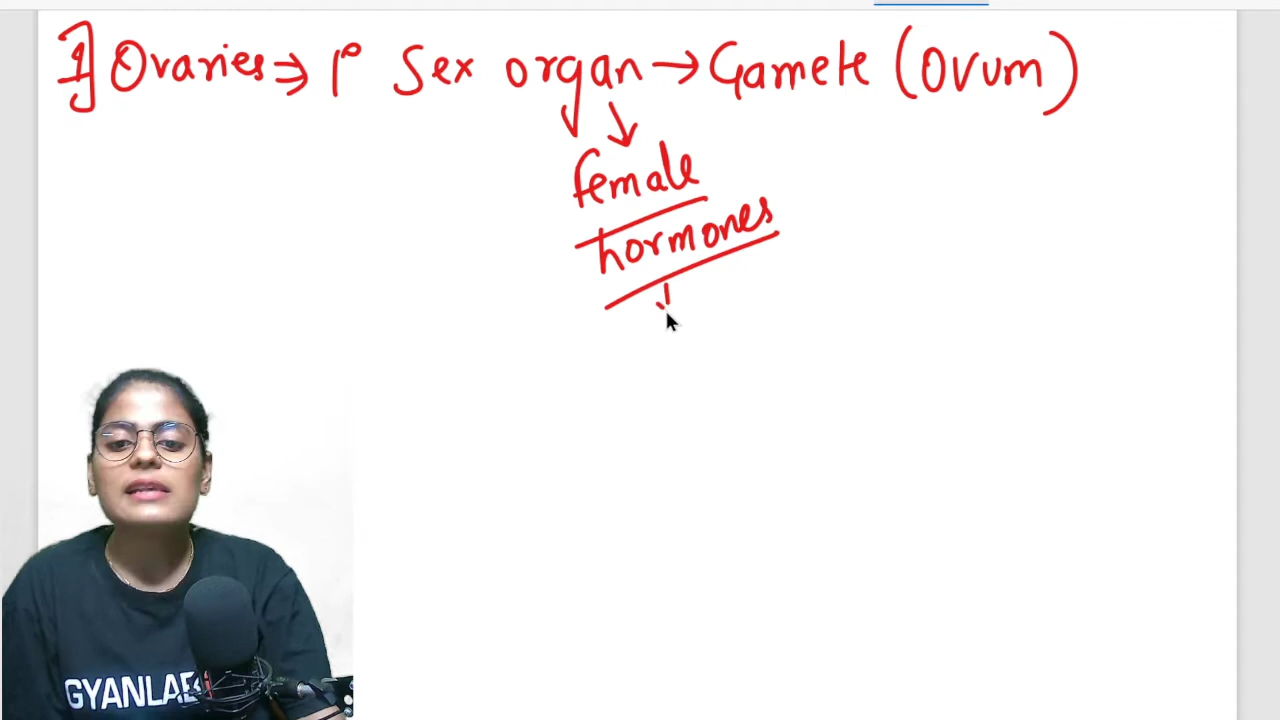 1] Ovaries ⇒ 1° Sex organ → Gamete (Ovum)
female
hormones
GYANLAB